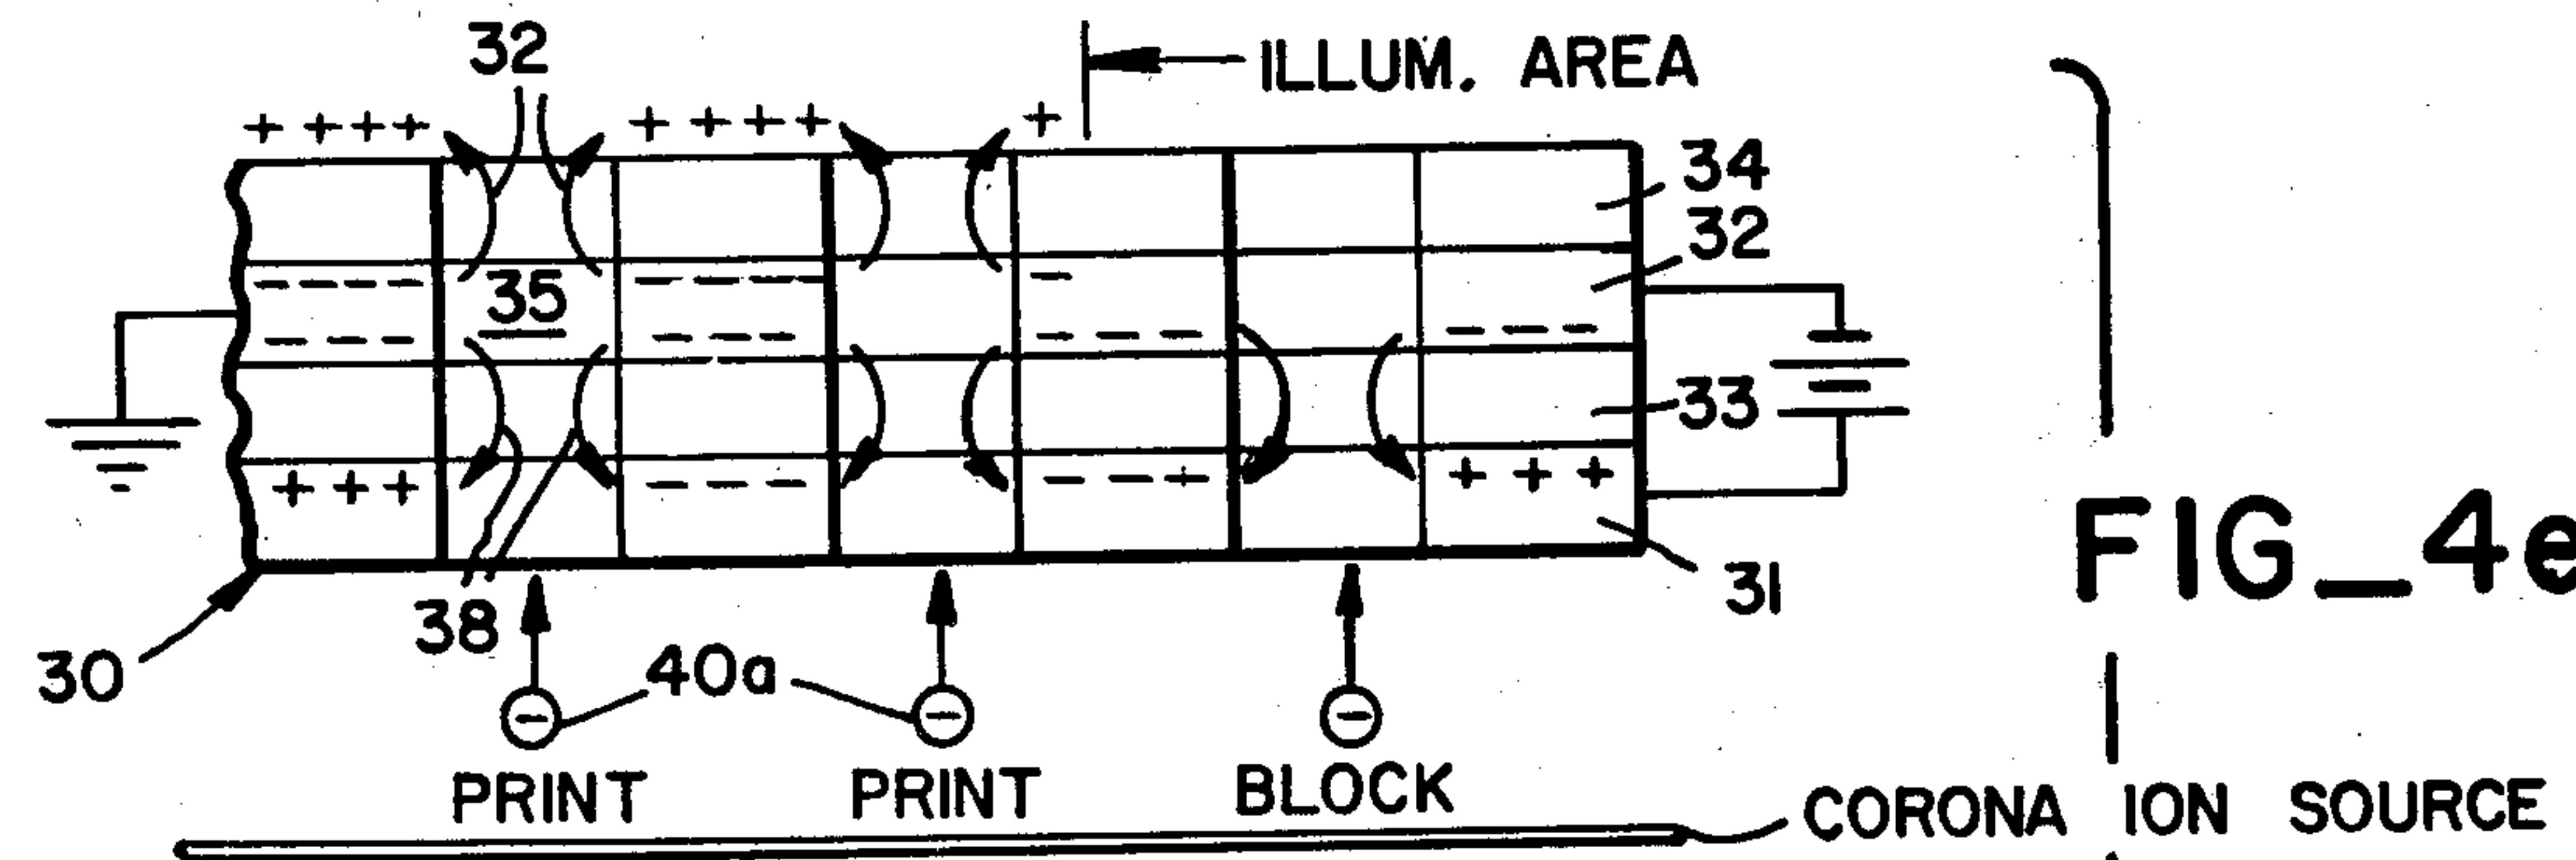 32
ILLUM. AREA
+ +++ + +++ +
34
32
---- ---- -
35
--- --- --- ---
33
+++ --- --- +++
31
FIG_4e
38
30
40a
- - -
PRINT PRINT BLOCK
CORONA ION SOURCE